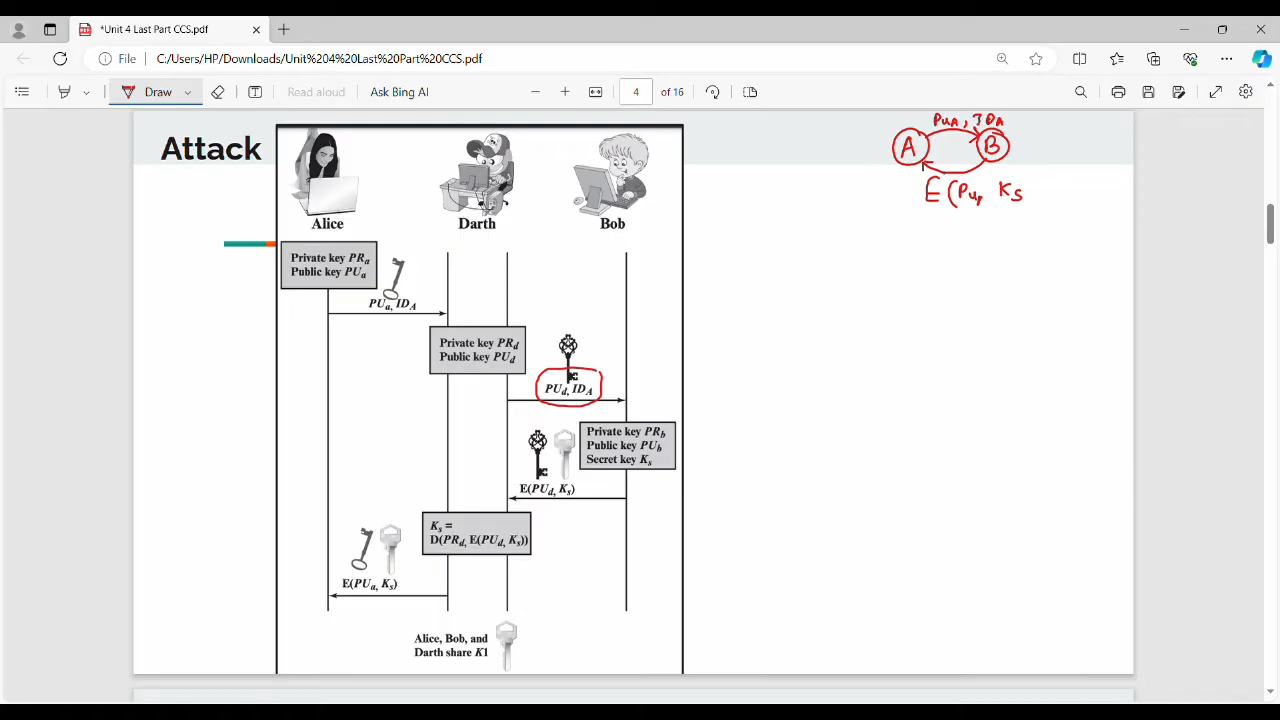 *Unit 4 Last Part CCS.pdf
File
C:/Users/HP/Downloads/Unit%204%20Last%20Part%20CCS.pdf
Draw
Read aloud
Ask Bing AI
4
of 16
Attack
Alice
Darth
Bob
Private key PRa
Public key PUa
PUa, IDA
Private key PRd
Public key PUd
PUd, IDA
Private key PRb
Public key PUb
Secret key Ks
E(PUd, Ks)
Ks =
D(PRd, E(PUd, Ks))
E(PUa, Ks)
Alice, Bob, and
Darth share K1
PUA, IDA
A
B
E(PU, Ks